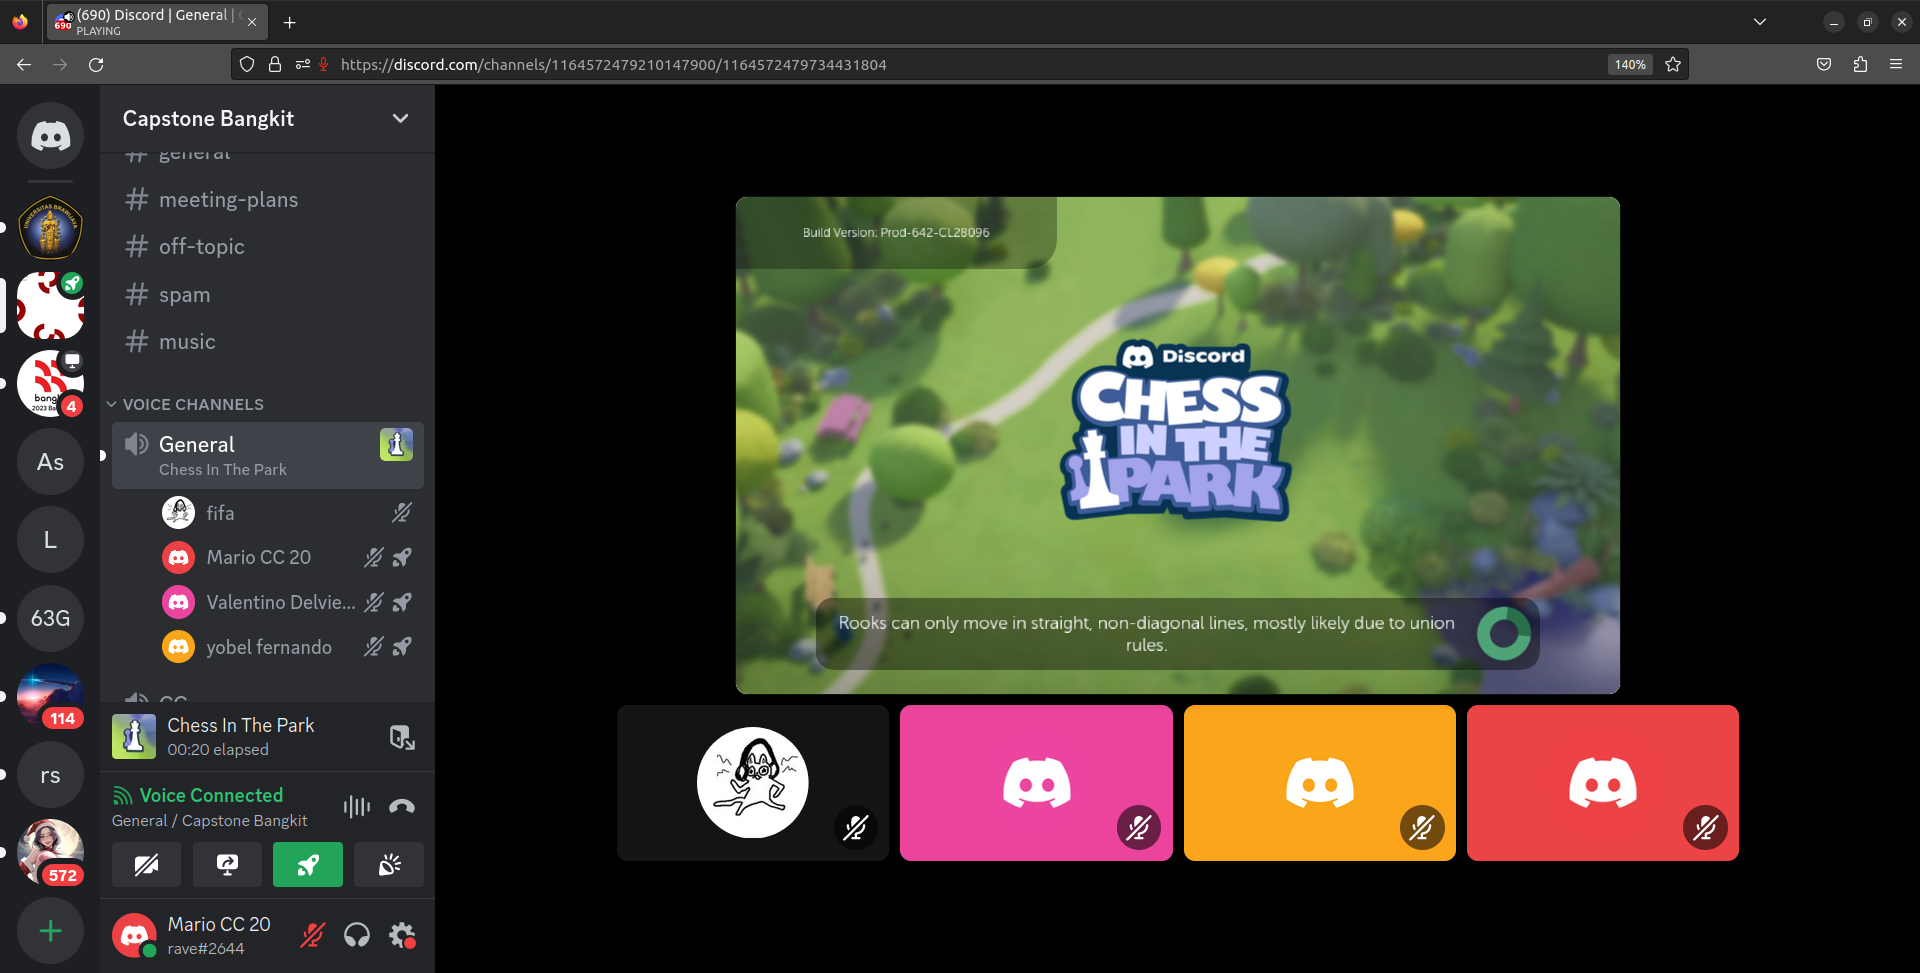 (690) Discord | General |
PLAYING
690
https://discord.com/channels/1164572479210147900/1164572479734431804
140%
Capstone Bangkit
general
meeting-plans
off-topic
spam
music
VOICE CHANNELS
General
Chess In The Park
fifa
Mario CC 20
Valentino Delvie...
yobel fernando
CC
Chess In The Park
00:20 elapsed
Voice Connected
General / Capstone Bangkit
Mario CC 20
rave#2644
UNIVERSITAS BRAWIJAYA
4
As
L
63G
114
rs
572
Build Version: Prod-642-CL28096
Discord
CHESS
IN THE
PARK
Rooks can only move in straight, non-diagonal lines, mostly likely due to union
rules.